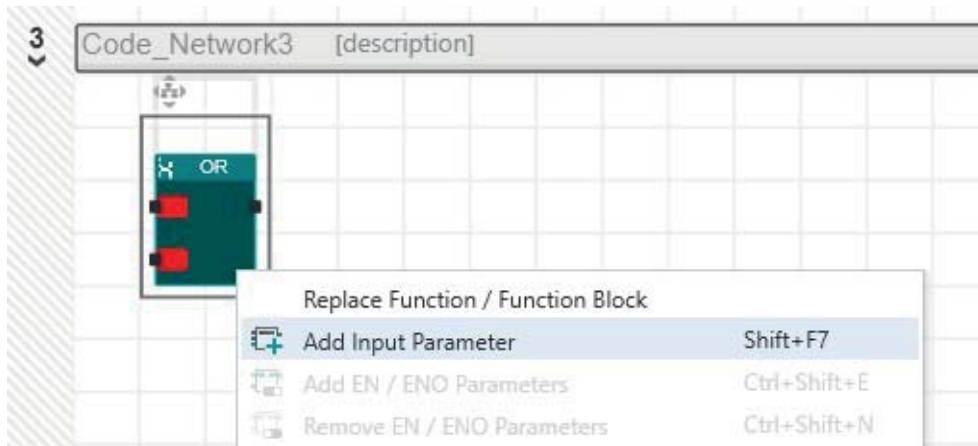 3
Code_Network3 [description]
OR
Replace Function / Function Block
Add Input Parameter Shift+F7
Add EN / ENO Parameters Ctrl+Shift+E
Remove EN / ENO Parameters Ctrl+Shift+N